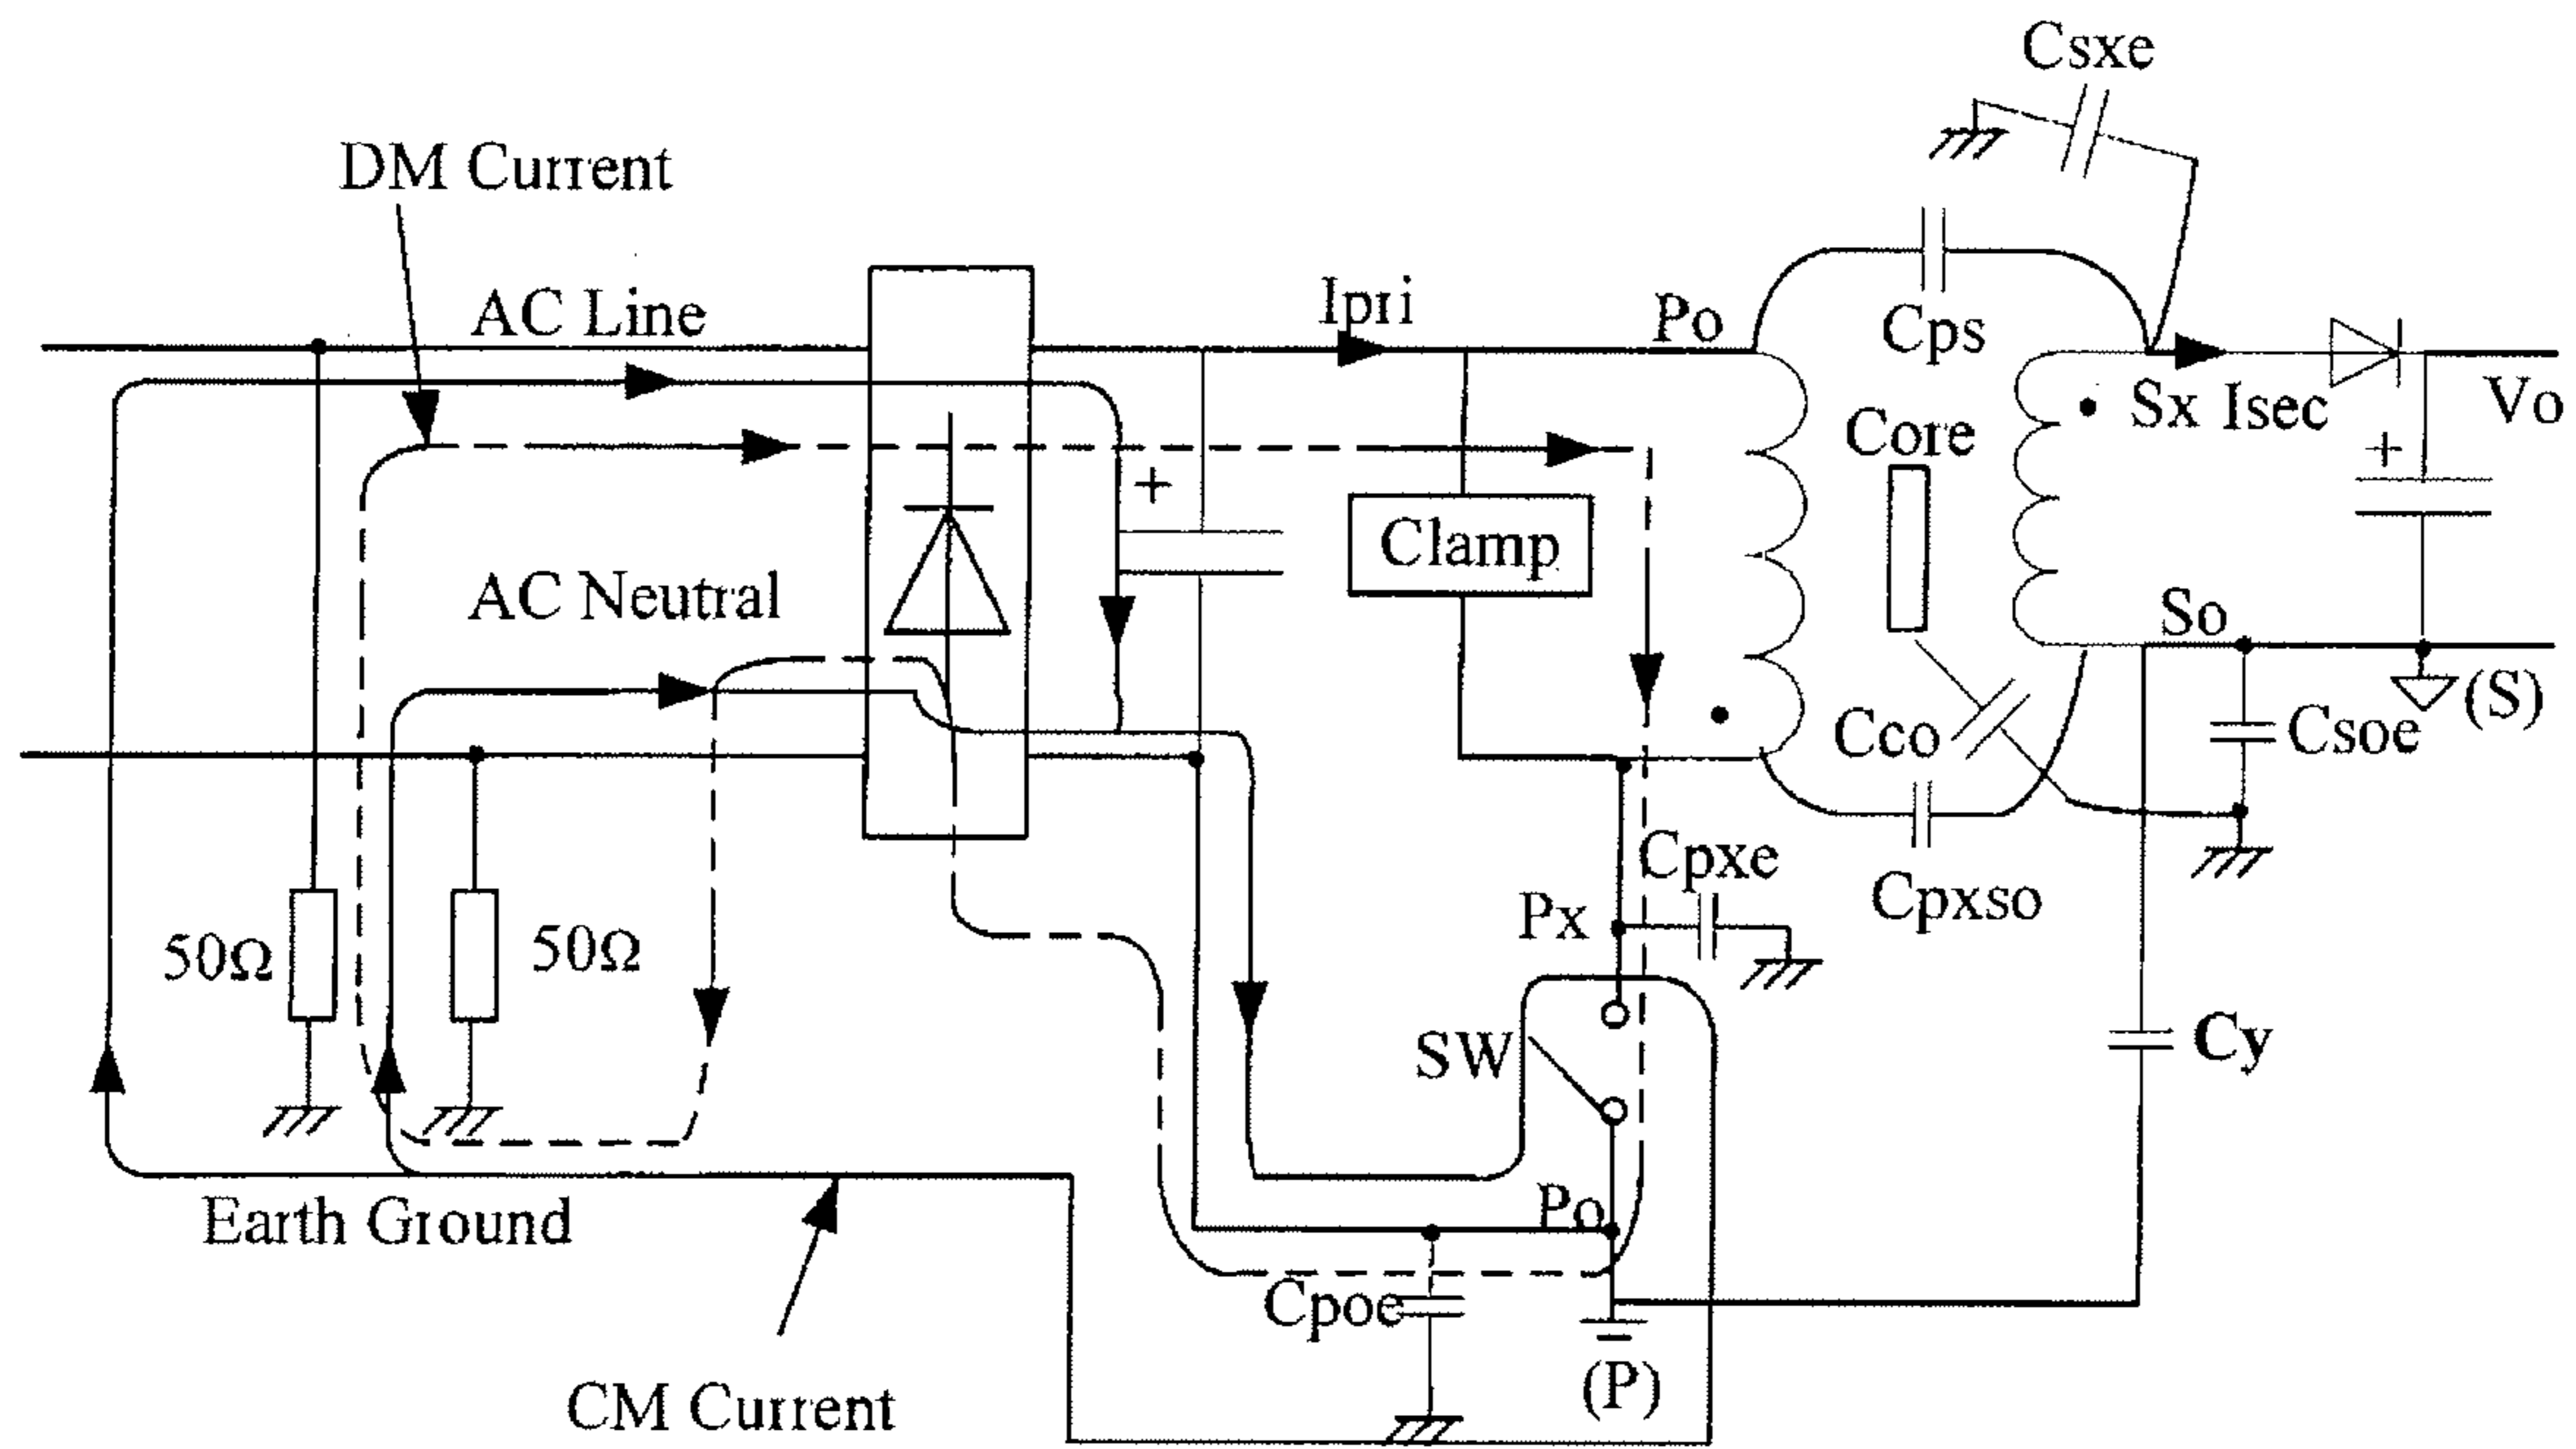 Csxe
DM Current
AC Line
Ipri
Po
Cps
Sx Isec
Vo
Core
+
+
Clamp
AC Neutral
So
(S)
Cco
Csoe
Cpxe
Cpxso
Px
50Ω
50Ω
SW
Cy
Po
Earth Ground
Cpoe
(P)
CM Current